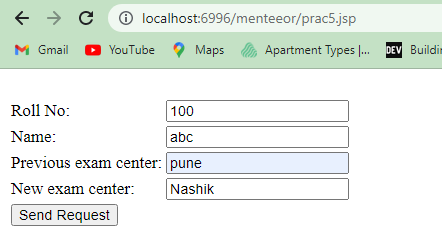 localhost:6996/menteeor/prac5.jsp
Gmail YouTube Maps Apartment Types |... DEV Buildin
Roll No: 100
Name: abc
Previous exam center: pune
New exam center: Nashik
Send Request